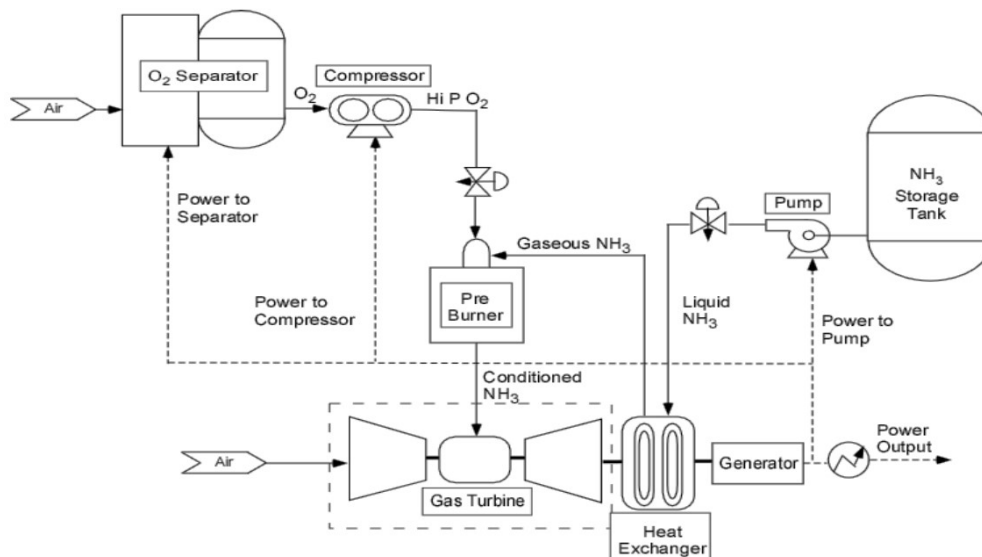 O2 Separator
Compressor
O2
Hi P O2
Air
Power to
Separator
NH3
Storage
Tank
Pump
Gaseous NH3
Pre
Burner
Liquid
NH3
Power to
Compressor
Power to
Pump
Conditioned
NH3
Air
Gas Turbine
Generator
Power
Output
Heat
Exchanger